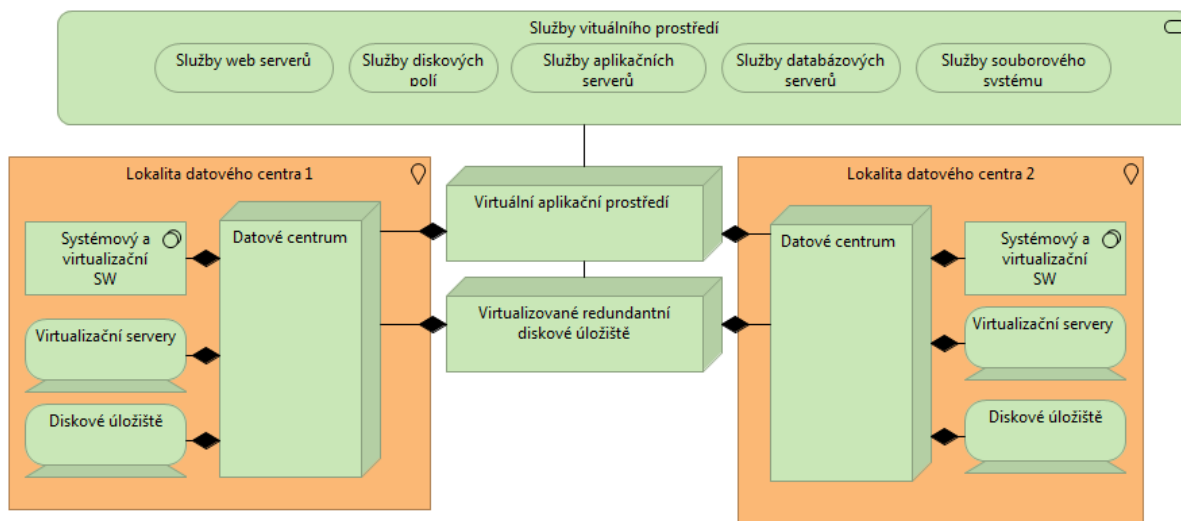 Služby vituálního prostředí
Služby web serverů
Služby diskových
polí
Služby aplikačních
serverů
Služby databázových
serverů
Služby souborového
systému
Lokalita datového centra 1
Systémový a
virtualizační
SW
Virtualizační servery
Diskové úložiště
Datové centrum
Virtuální aplikační prostředí
Virtualizované redundantní
diskové úložiště
Lokalita datového centra 2
Datové centrum
Systémový a
virtualizační
SW
Virtualizační servery
Diskové úložiště